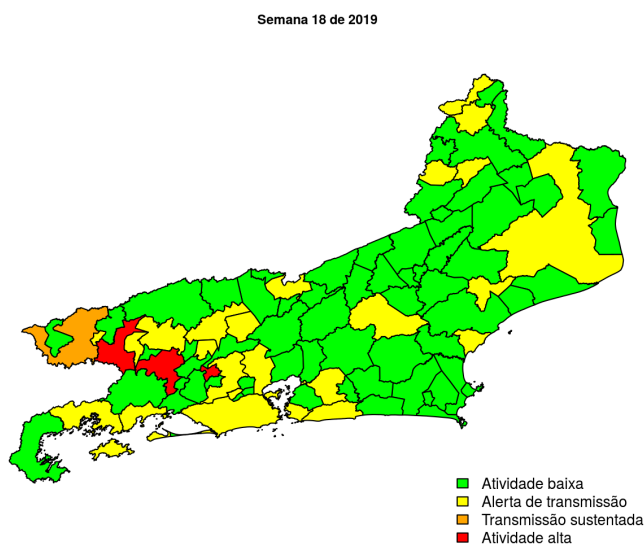 Semana 18 de 2019
Atividade baixa
Alerta de transmissão
Transmissão sustentada
Atividade alta